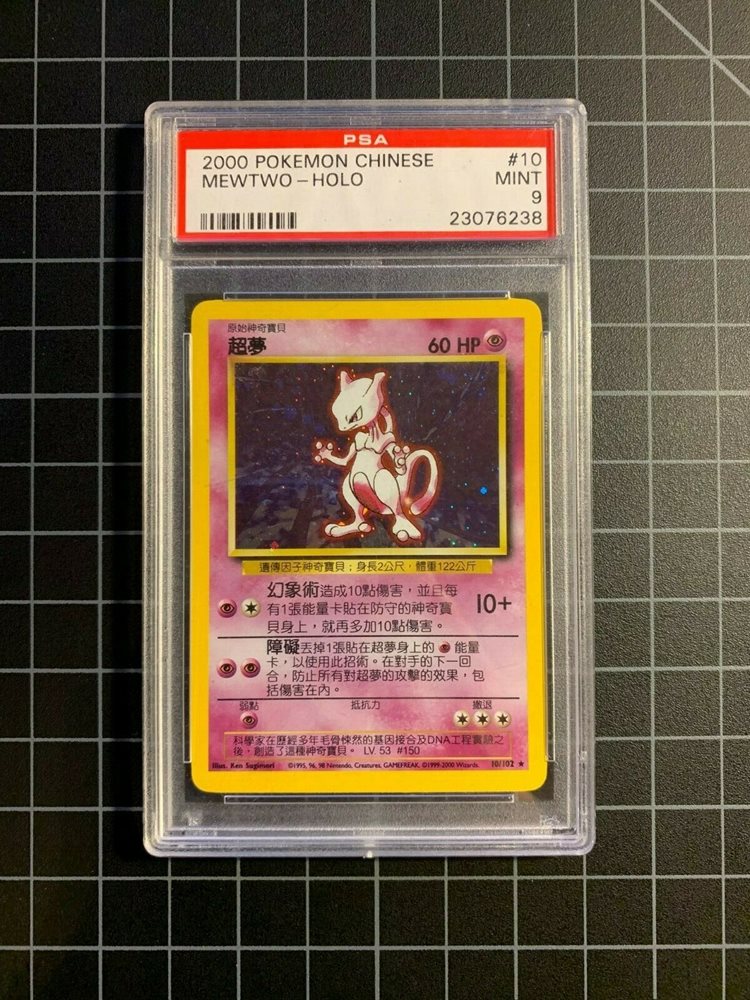 PSA
2000 POKEMON CHINESE #10
MEWTWO–HOLO MINT
9
23076238
原始神奇寶貝
超夢 60 HP
遺傳因子神奇寶貝；身長2公尺，體重122公斤
幻象術造成10點傷害，並且每
有1張能量卡貼在防守的神奇寶 10+
貝身上，就再多加10點傷害。
障礙丟掉1張貼在超夢身上的 能量
卡，以使用此招術。在對手的下一回
合，防止所有對超夢的攻擊的效果，包
括傷害在內。
弱點 抵抗力 撤退
科學家在歷經多年毛骨悚然的基因接合及DNA工程實驗之
後，創造了這種神奇寶貝。 LV. 53 #150
Illus. Ken Sugimori ©1995, 96, 98 Nintendo, Creatures, GAMEFREAK. ©1999-2000 Wizards. 10/102 ★